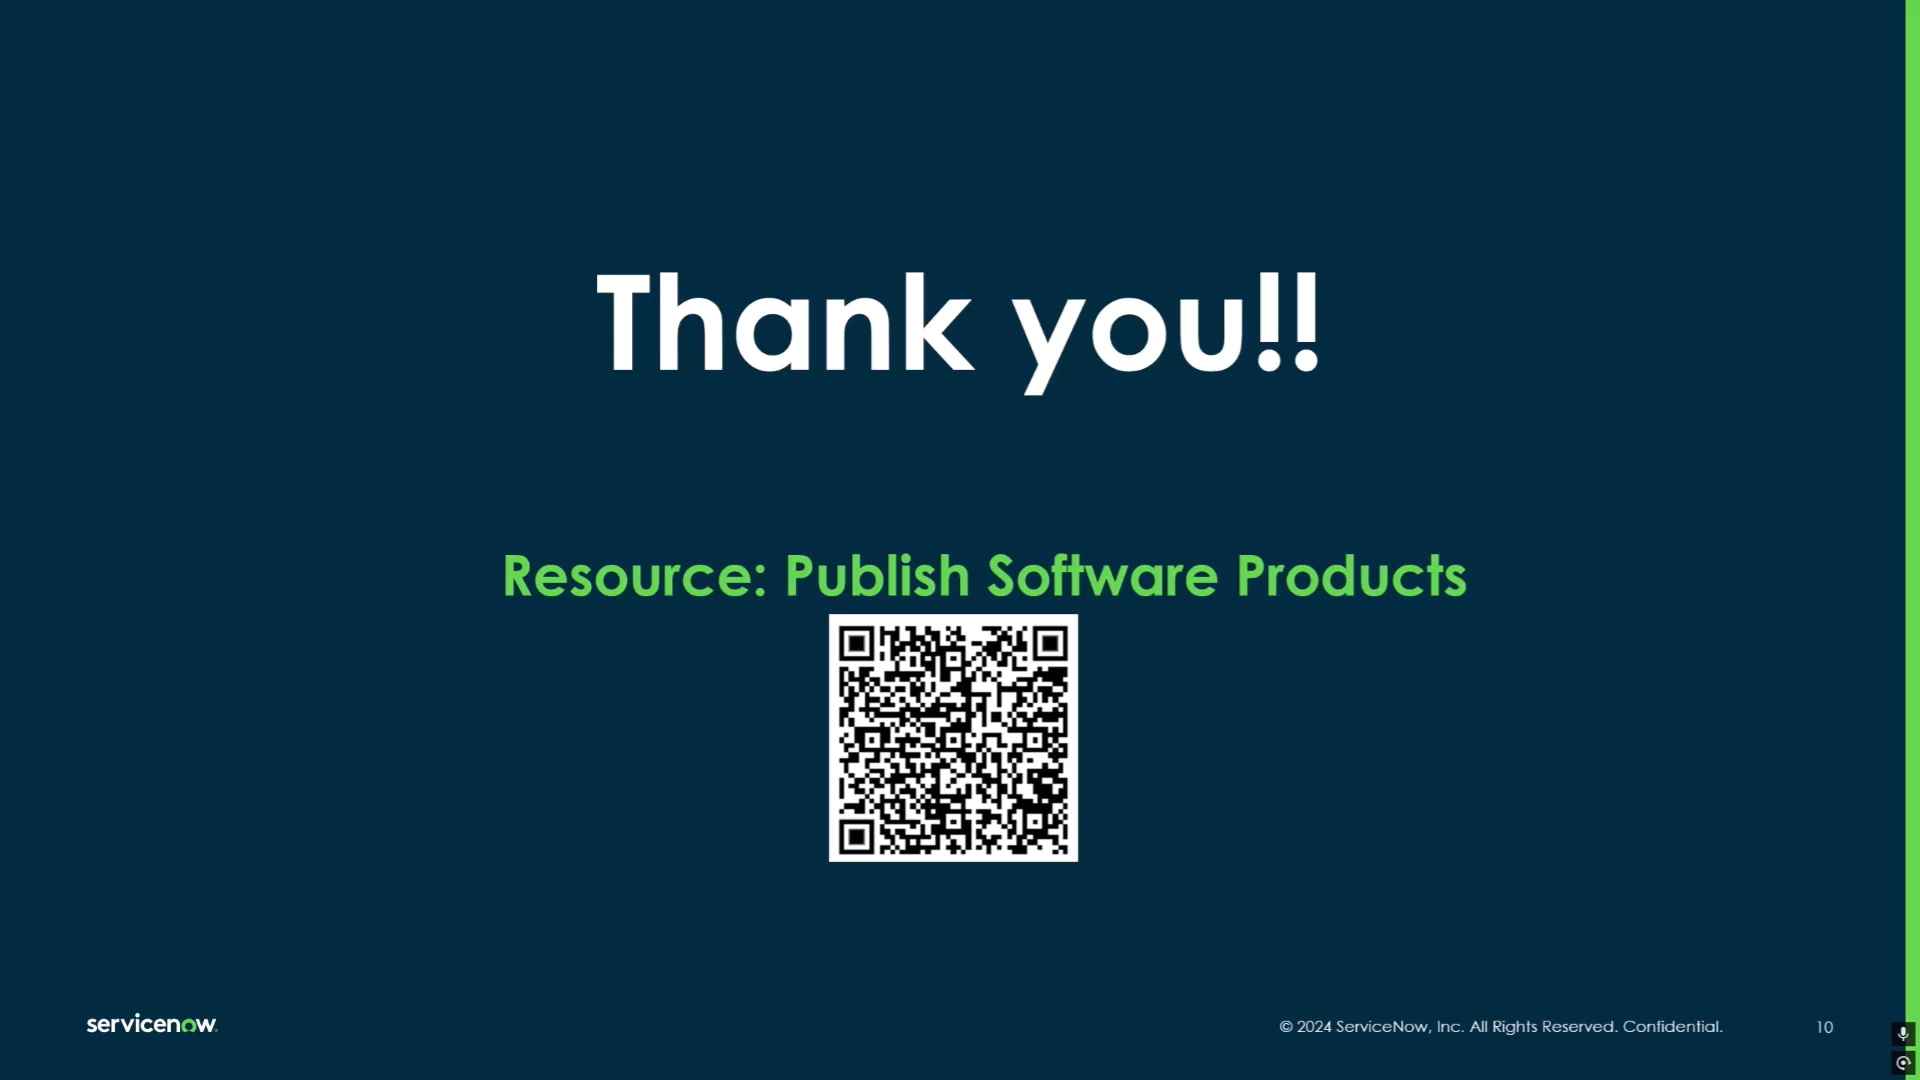 Thank you!!
Resource: Publish Software Products
servicenow
© 2024 ServiceNow, Inc. All Rights Reserved. Confidential.
10